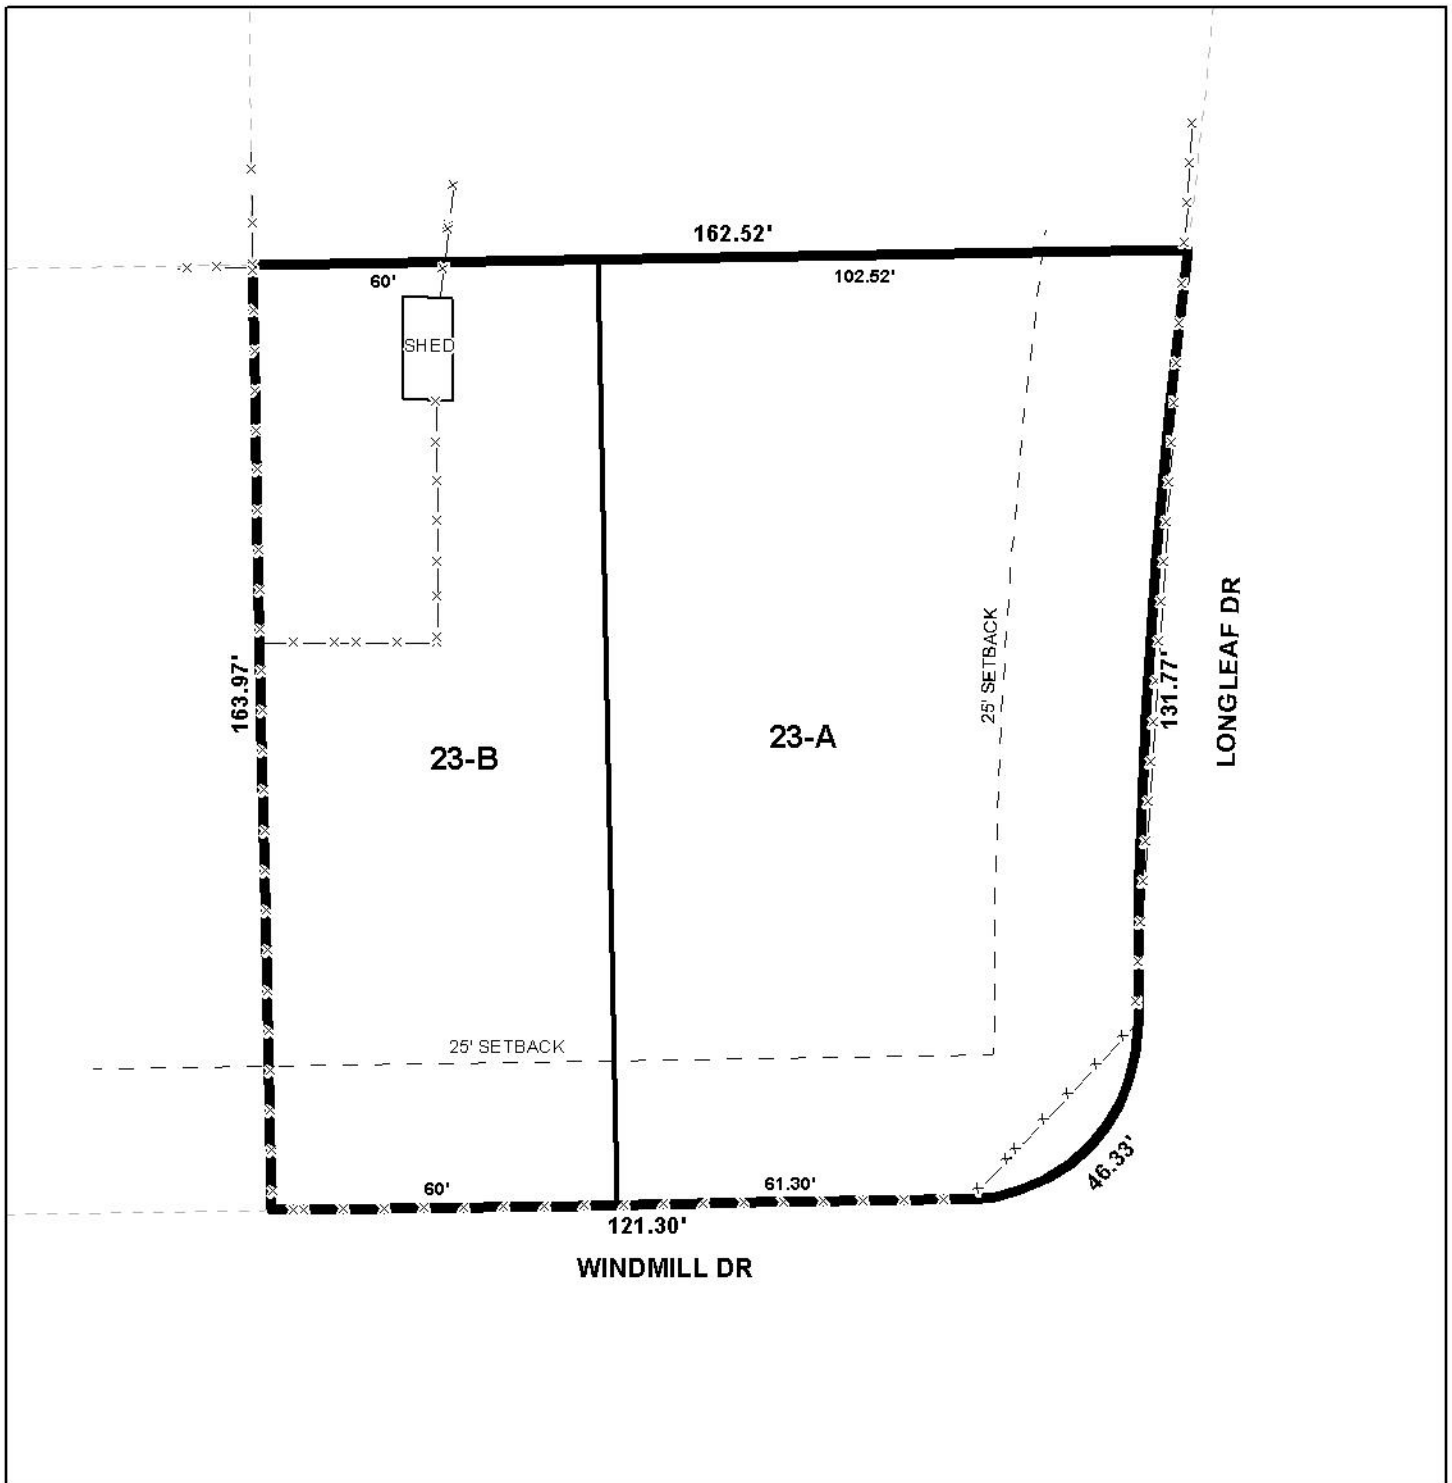 162.52'
60'
102.52'
SHED
25' SETBACK
LONGLEAF DR
163.97'
131.77'
23-B
23-A
25' SETBACK
46.33'
60'
61.30'
121.30'
WINDMILL DR